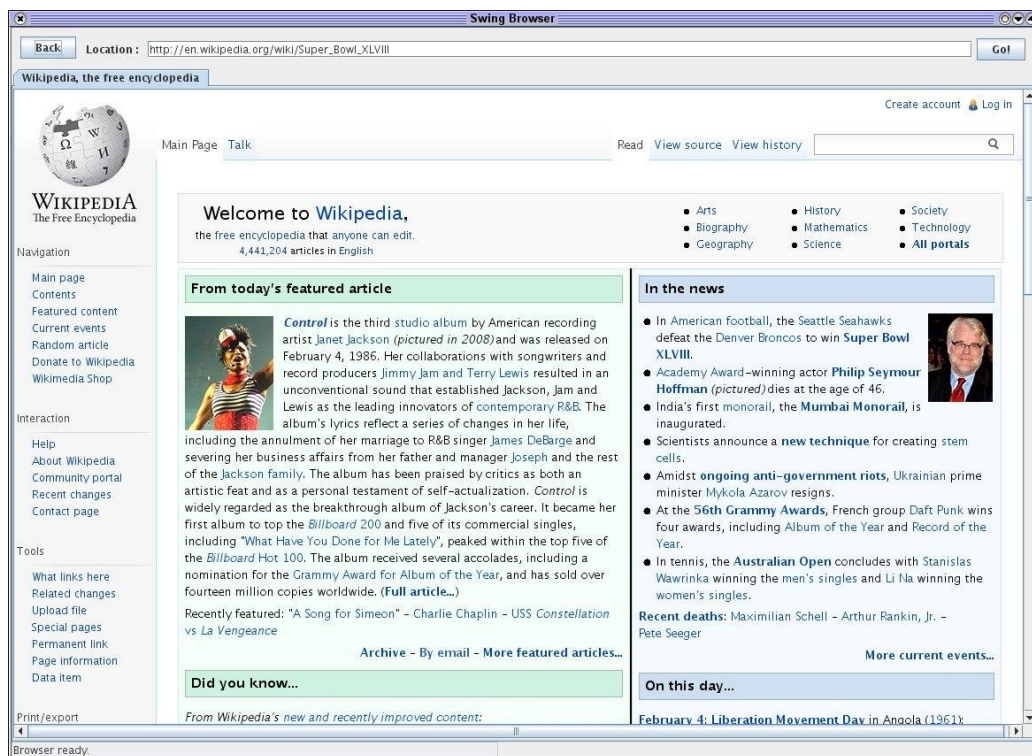 Swing Browser
Back
Location :
http://en.wikipedia.org/wiki/Super_Bowl_XLVIII
Go!
Wikipedia, the free encyclopedia
Create account
Log in
Main Page
Talk
Read
View source
View history
WIKIPEDIA
The Free Encyclopedia
Navigation
Main page
Contents
Featured content
Current events
Random article
Donate to Wikipedia
Wikimedia Shop
Interaction
Help
About Wikipedia
Community portal
Recent changes
Contact page
Tools
What links here
Related changes
Upload file
Special pages
Permanent link
Page information
Data item
Print/export
Welcome to Wikipedia,
the free encyclopedia that anyone can edit.
4,441,204 articles in English
Arts
Biography
Geography
History
Mathematics
Science
Society
Technology
All portals
From today's featured article
Control is the third studio album by American recording
artist Janet Jackson (pictured in 2008) and was released on
February 4, 1986. Her collaborations with songwriters and
record producers Jimmy Jam and Terry Lewis resulted in an
unconventional sound that established Jackson, Jam and
Lewis as the leading innovators of contemporary R&B. The
album's lyrics reflect a series of changes in her life,
including the annulment of her marriage to R&B singer James DeBarge and
severing her business affairs from her father and manager Joseph and the rest
of the Jackson family. The album has been praised by critics as both an
artistic feat and as a personal testament of self-actualization. Control is
widely regarded as the breakthrough album of Jackson's career. It became her
first album to top the Billboard 200 and five of its commercial singles,
including "What Have You Done for Me Lately", peaked within the top five of
the Billboard Hot 100. The album received several accolades, including a
nomination for the Grammy Award for Album of the Year, and has sold over
fourteen million copies worldwide. (Full article...)
Recently featured: "A Song for Simeon" - Charlie Chaplin - USS Constellation
vs La Vengeance
Archive - By email - More featured articles...
Did you know...
From Wikipedia's new and recently improved content:
In the news
In American football, the Seattle Seahawks
defeat the Denver Broncos to win Super Bowl
XLVIII.
Academy Award-winning actor Philip Seymour
Hoffman (pictured) dies at the age of 46.
India's first monorail, the Mumbai Monorail, is
inaugurated.
Scientists announce a new technique for creating stem
cells.
Amidst ongoing anti-government riots, Ukrainian prime
minister Mykola Azarov resigns.
At the 56th Grammy Awards, French group Daft Punk wins
four awards, including Album of the Year and Record of the
Year.
In tennis, the Australian Open concludes with Stanislas
Wawrinka winning the men's singles and Li Na winning the
women's singles.
Recent deaths: Maximilian Schell - Arthur Rankin, Jr. -
Pete Seeger
More current events...
On this day...
February 4: Liberation Movement Day in Angola (1961);
Browser ready.